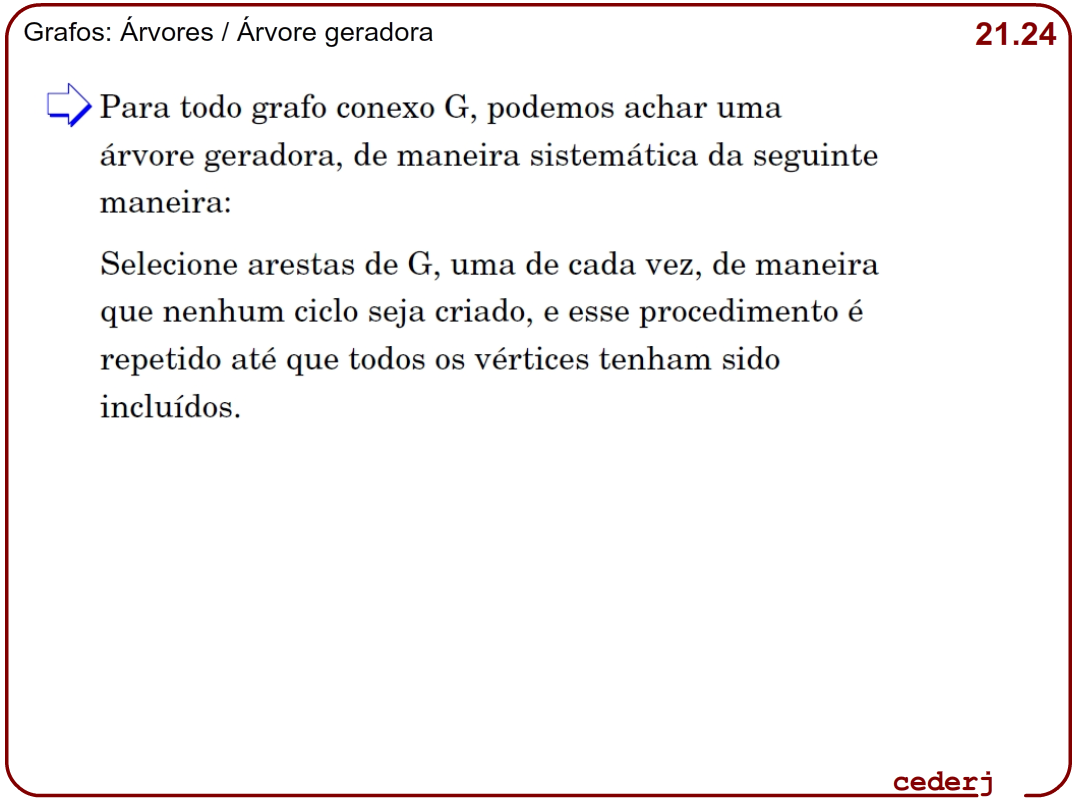 Grafos: Árvores / Árvore geradora
21.24
Para todo grafo conexo G, podemos achar uma
árvore geradora, de maneira sistemática da seguinte
maneira:
Selecione arestas de G, uma de cada vez, de maneira
que nenhum ciclo seja criado, e esse procedimento é
repetido até que todos os vértices tenham sido
incluídos.
cederj